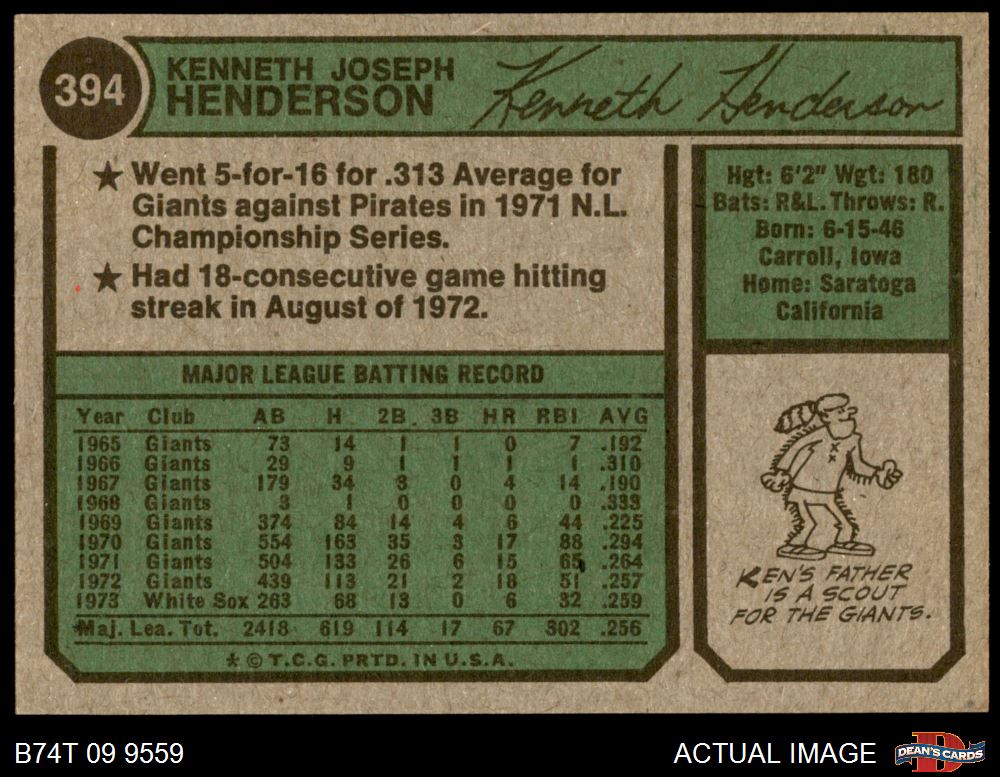 394
KENNETH JOSEPH
HENDERSON
Kenneth Henderson
★ Went 5-for-16 for .313 Average for
Giants against Pirates in 1971 N.L.
Championship Series.
★ Had 18-consecutive game hitting
streak in August of 1972.
Hgt: 6'2" Wgt: 180
Bats: R&L. Throws: R.
Born: 6-15-46
Carroll, Iowa
Home: Saratoga
California
MAJOR LEAGUE BATTING RECORD
Year Club AB H 2B 3B HR RBI AVG
1965 Giants 73 14 1 1 0 7 .192
1966 Giants 29 9 1 1 1 1 .310
1967 Giants 179 34 3 0 4 14 .190
1968 Giants 3 1 0 0 0 0 .333
1969 Giants 374 84 14 4 6 44 .225
1970 Giants 554 163 35 3 17 88 .294
1971 Giants 504 133 26 6 15 65 .264
1972 Giants 439 113 21 2 18 51 .257
1973 White Sox 263 68 13 0 6 32 .259
Maj. Lea. Tot. 2418 619 114 17 67 302 .256
* © T.C.G. PRTD. IN U.S.A.
KEN'S FATHER
IS A SCOUT
FOR THE GIANTS.
B74T 09 9559
ACTUAL IMAGE
DEAN'S CARDS